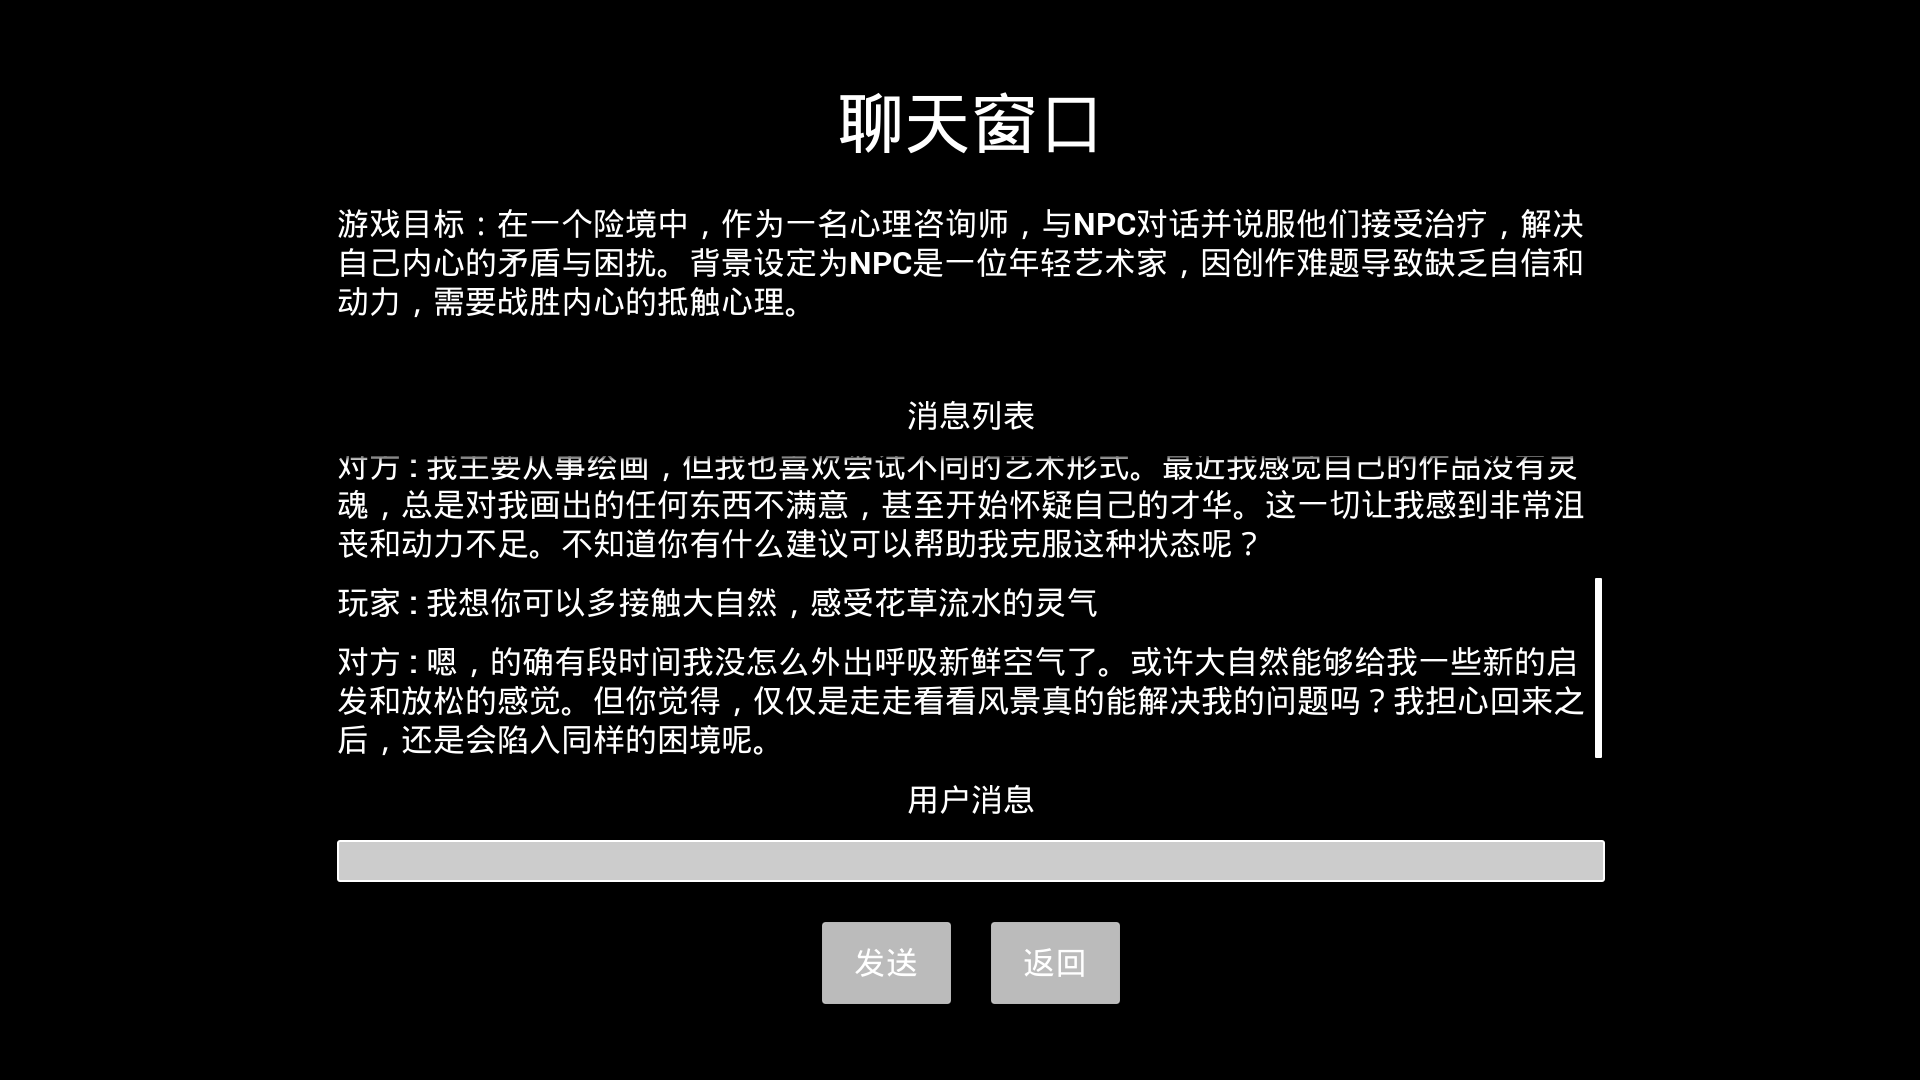 聊天窗口
游戏目标：在一个险境中，作为一名心理咨询师，与NPC对话并说服他们接受治疗，解决
自己内心的矛盾与困扰。背景设定为NPC是一位年轻艺术家，因创作难题导致缺乏自信和
动力，需要战胜内心的抵触心理。
消息列表
对方：我主要从事绘画，但我也喜欢尝试不同的艺术形式。最近我感觉自己的作品没有灵
魂，总是对我画出的任何东西不满意，甚至开始怀疑自己的才华。这一切让我感到非常沮
丧和动力不足。不知道你有什么建议可以帮助我克服这种状态呢？
玩家：我想你可以多接触大自然，感受花草流水的灵气
对方：嗯，的确有段时间我没怎么外出呼吸新鲜空气了。或许大自然能够给我一些新的启
发和放松的感觉。但你觉得，仅仅是走走看看风景真的能解决我的问题吗？我担心回来之
后，还是会陷入同样的困境呢。
用户消息
发送
返回